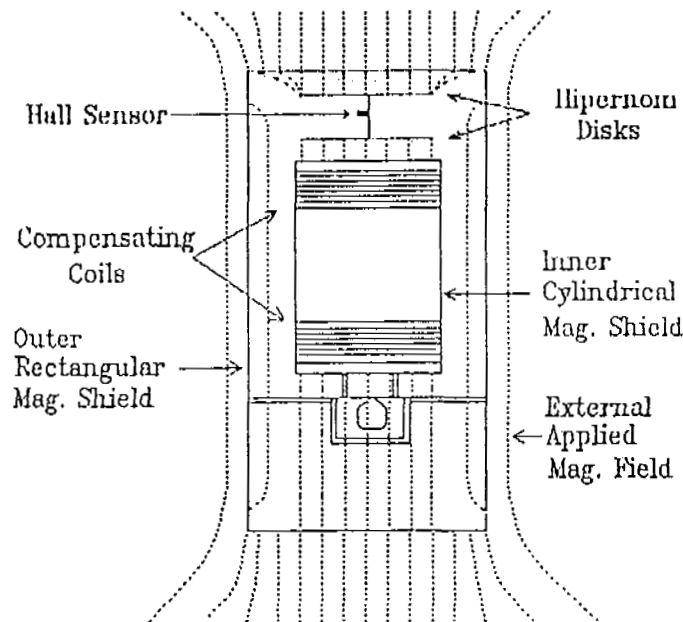 Hall Sensor
Hipernom
Disks
Compensating
Coils
Inner
Cylindrical
Mag. Shield
Outer
Rectangular
Mag. Shield
External
Applied
Mag. Field